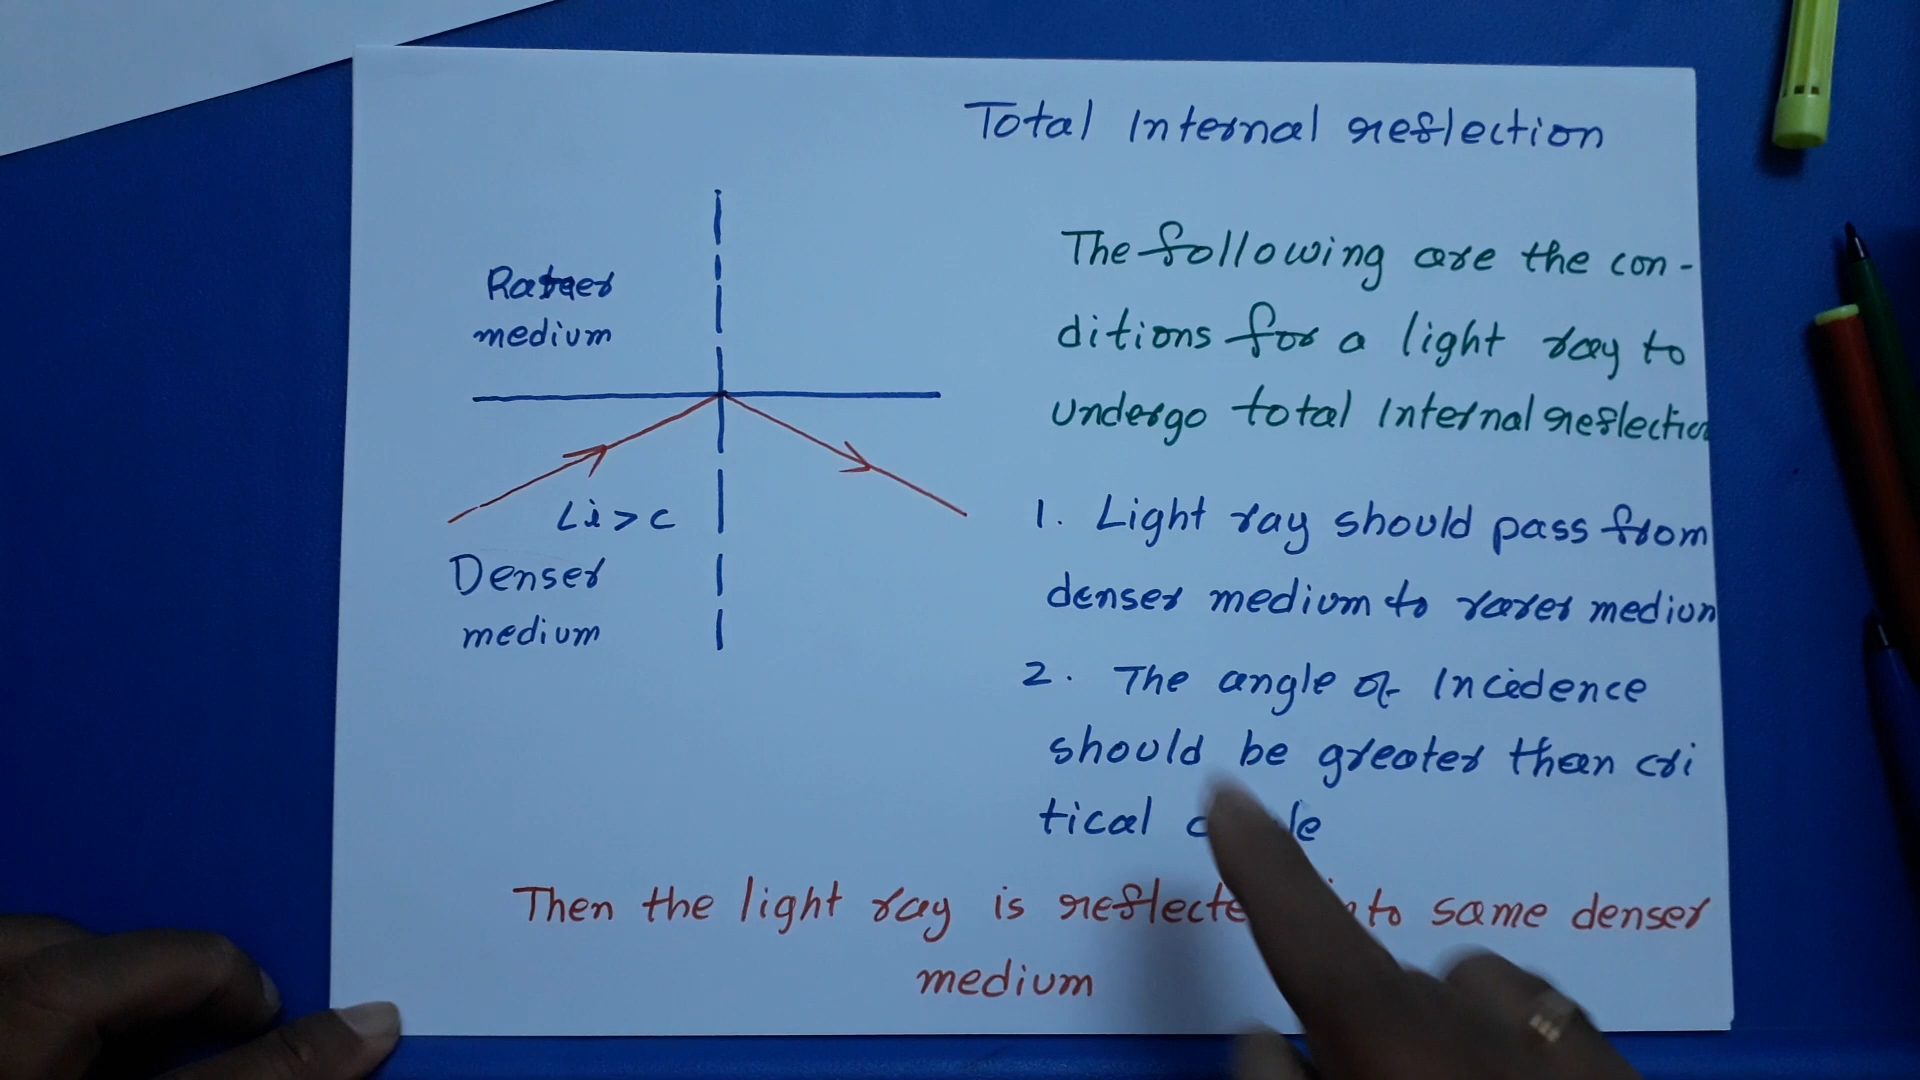 Total Internal reflection
Rarer
medium
∠i > c
Denser
medium
The following are the con-
ditions for a light ray to
undergo total Internal reflection
1. Light ray should pass from
denser medium to rarer medium
2. The angle of Incidence
should be greater than cri
tical
Then the light ray is reflected into same denser
medium